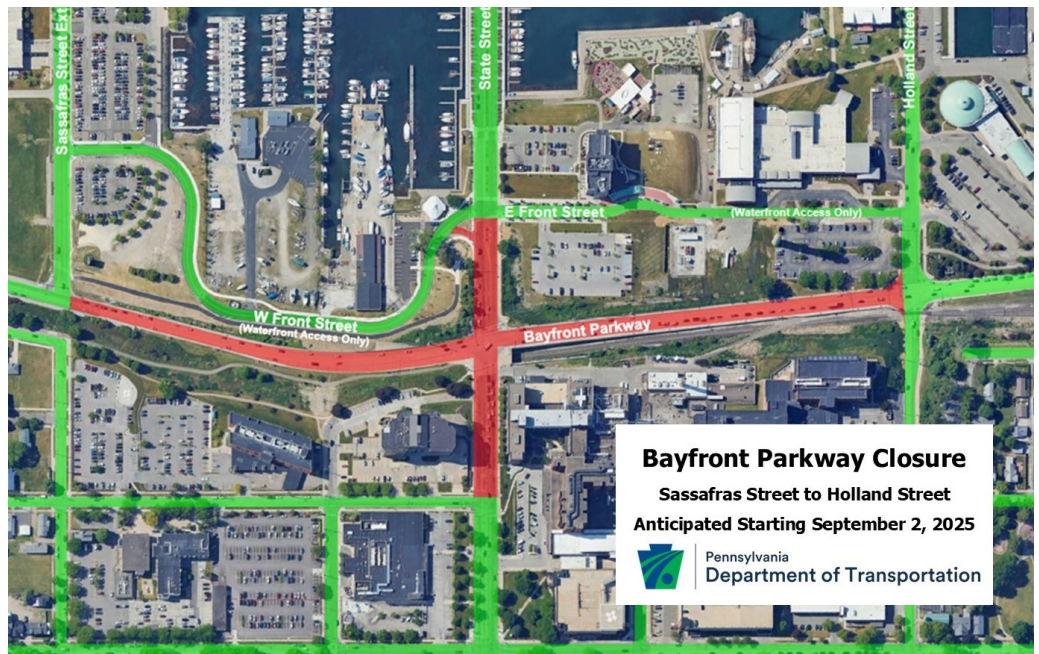 Sassafras Street Ext
State Street
Holland Street
E Front Street
(Waterfront Access Only)
W Front Street
(Waterfront Access Only)
Bayfront Parkway
Bayfront Parkway Closure
Sassafras Street to Holland Street
Anticipated Starting September 2, 2025
Pennsylvania
Department of Transportation